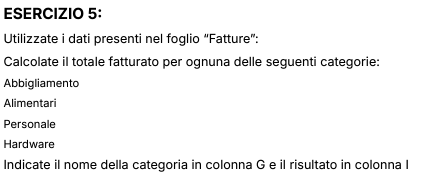 ESERCIZIO 5:
Utilizzate i dati presenti nel foglio “Fatture”:
Calcolate il totale fatturato per ognuna delle seguenti categorie:
Abbigliamento
Alimentari
Personale
Hardware
Indicate il nome della categoria in colonna G e il risultato in colonna I